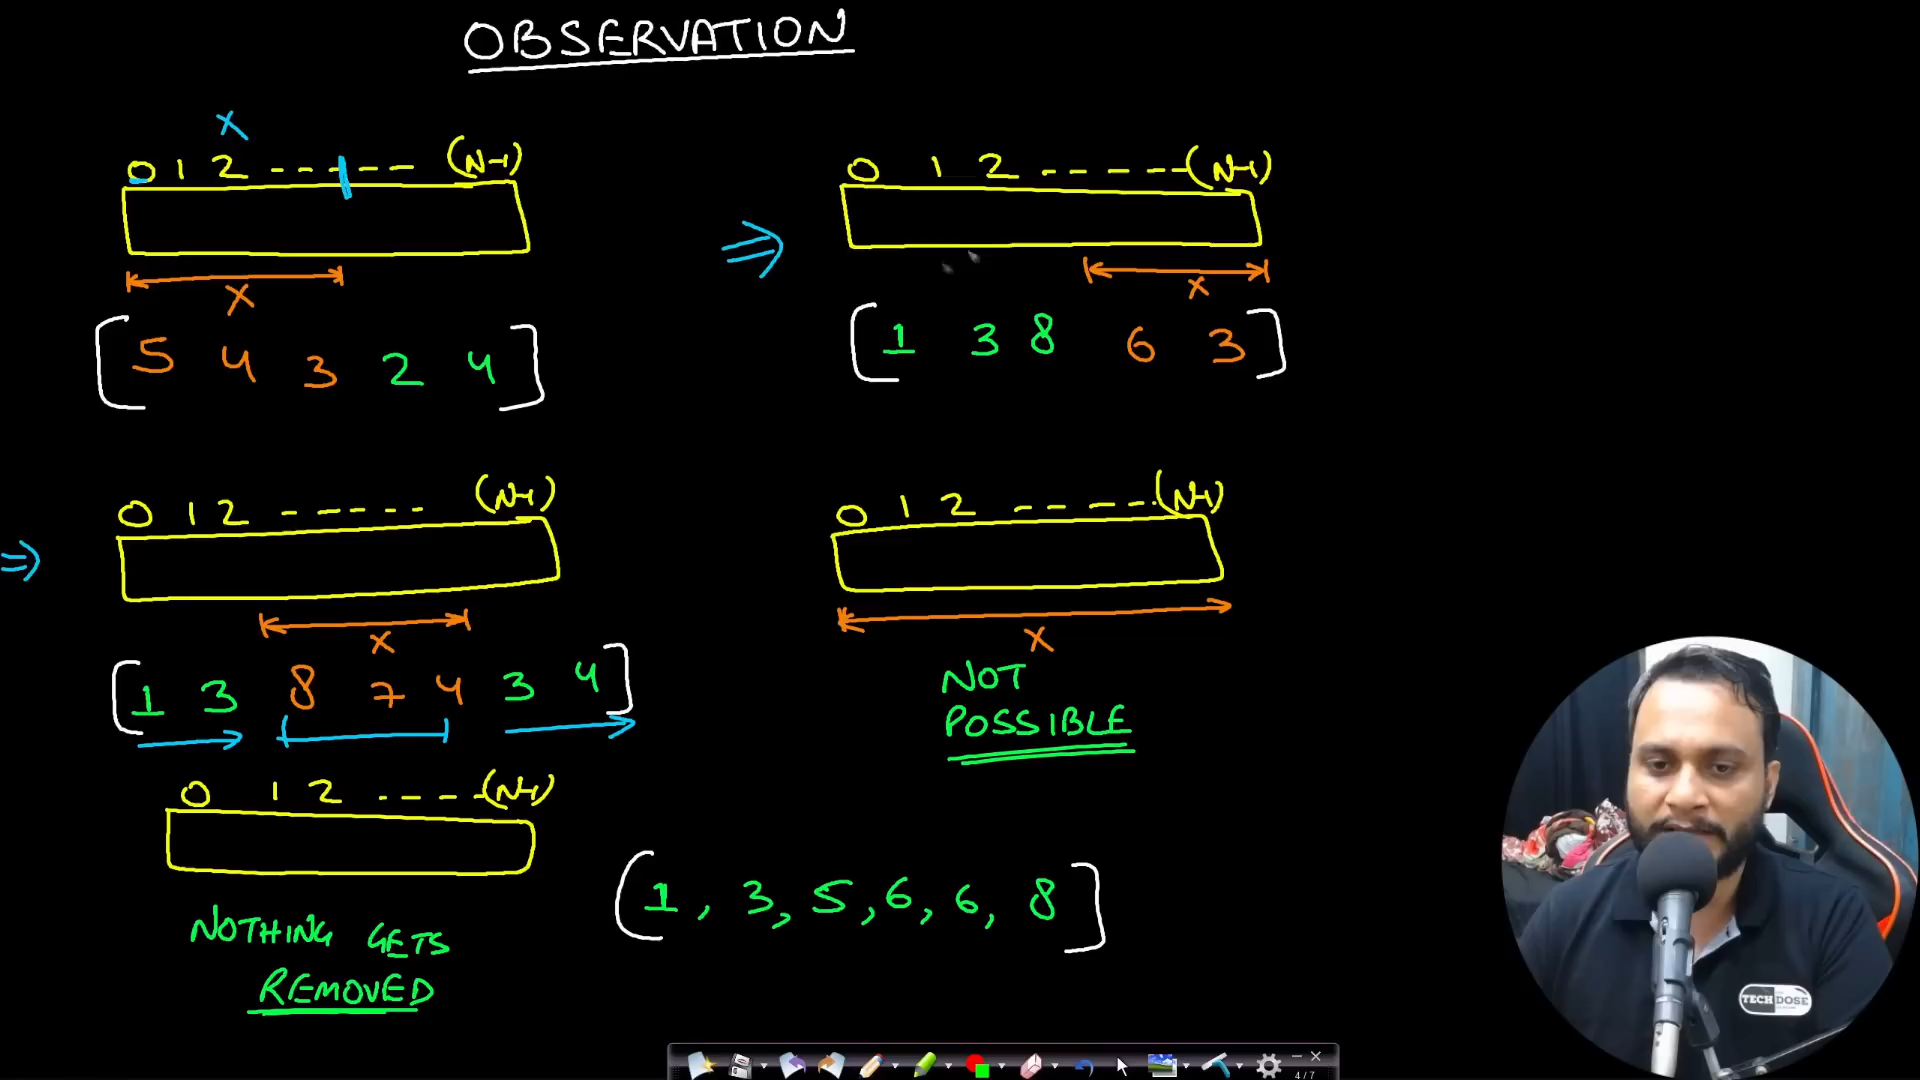 OBSERVATION
X
0 1 2 ------ (N-1)
X
[5 4 3 2 4]
0 1 2 ----- (N-1)
X
[1 3 8 6 3]
0 1 2 ----- (N-1)
X
[1 3 8 7 4 3 4]
0 1 2 ----- (N-1)
X
NOT
POSSIBLE
0 1 2 ---- (N-1)
NOTHING GETS
REMOVED
[1, 3, 5, 6, 6, 8]
TECH DOSE
4/7